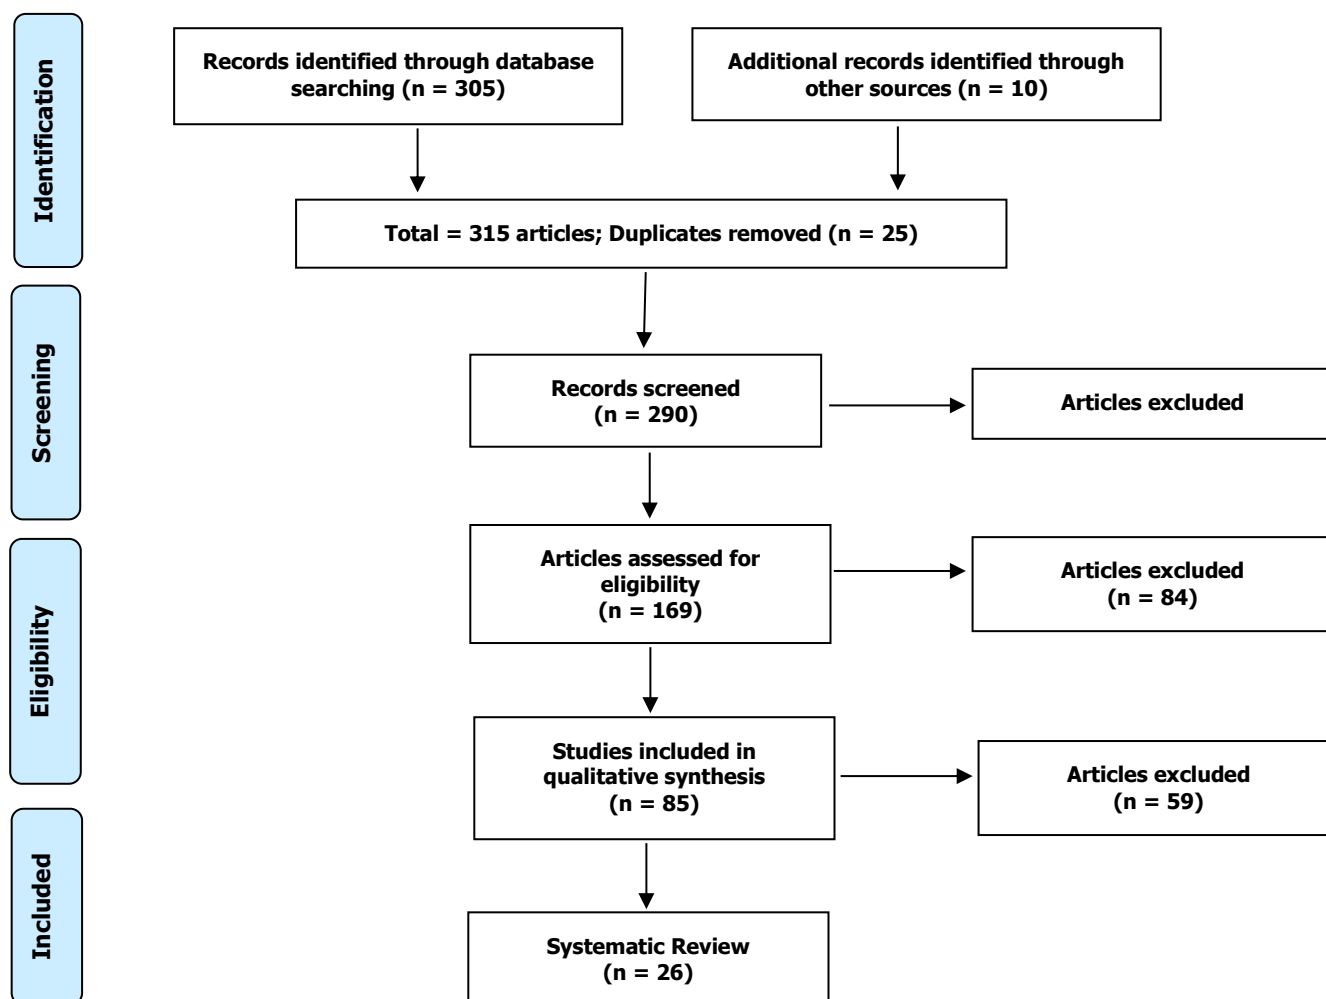 Identification
Records identified through database
searching (n = 305)
Additional records identified through
other sources (n = 10)
Total = 315 articles; Duplicates removed (n = 25)
Screening
Records screened
(n = 290)
Articles excluded
Eligibility
Articles assessed for
eligibility
(n = 169)
Articles excluded
(n = 84)
Studies included in
qualitative synthesis
(n = 85)
Articles excluded
(n = 59)
Included
Systematic Review
(n = 26)